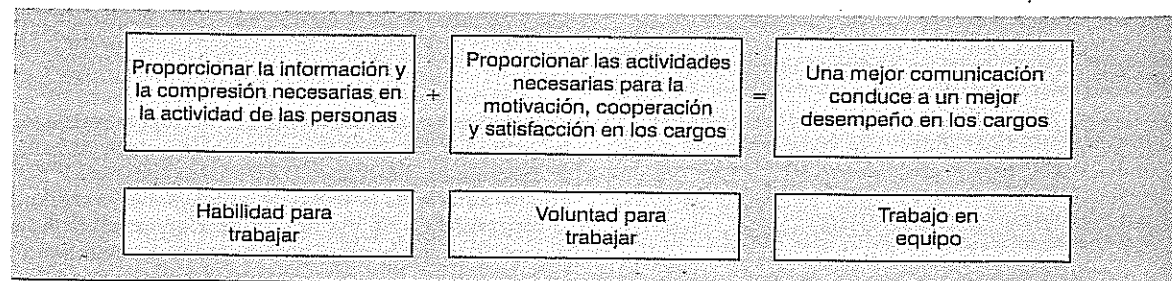 Proporcionar la información y
la compresión necesarias en
la actividad de las personas
+
Proporcionar las actividades
necesarias para la
motivación, cooperación
y satisfacción en los cargos
=
Una mejor comunicación
conduce a un mejor
desempeño en los cargos
Habilidad para
trabajar
Voluntad para
trabajar
Trabajo en
equipo